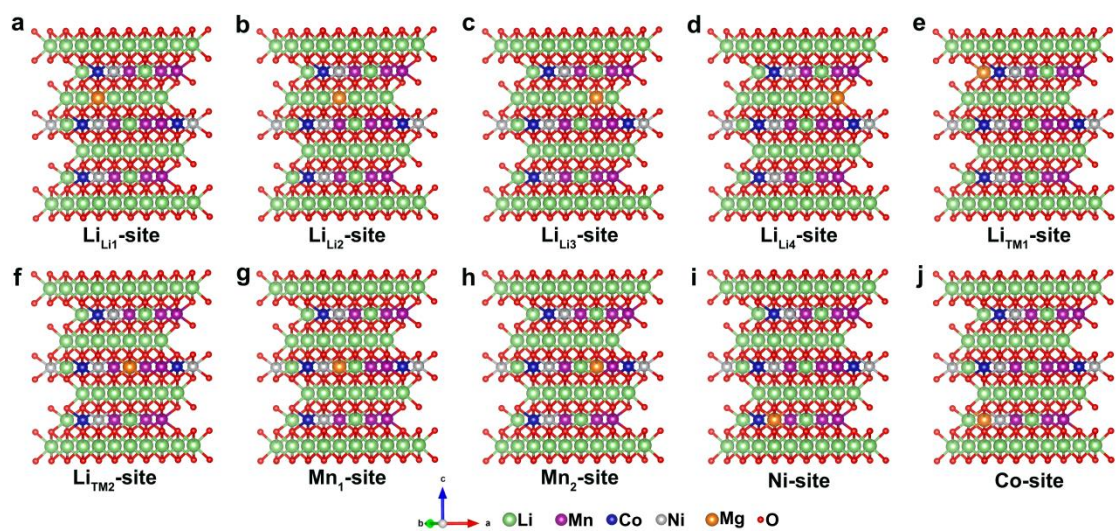 a b c d e
Li_Li1-site Li_Li2-site Li_Li3-site Li_Li4-site Li_TM1-site
f g h i j
Li_TM2-site Mn_1-site Mn_2-site Ni-site Co-site
c
b a
Li Mn Co Ni Mg O